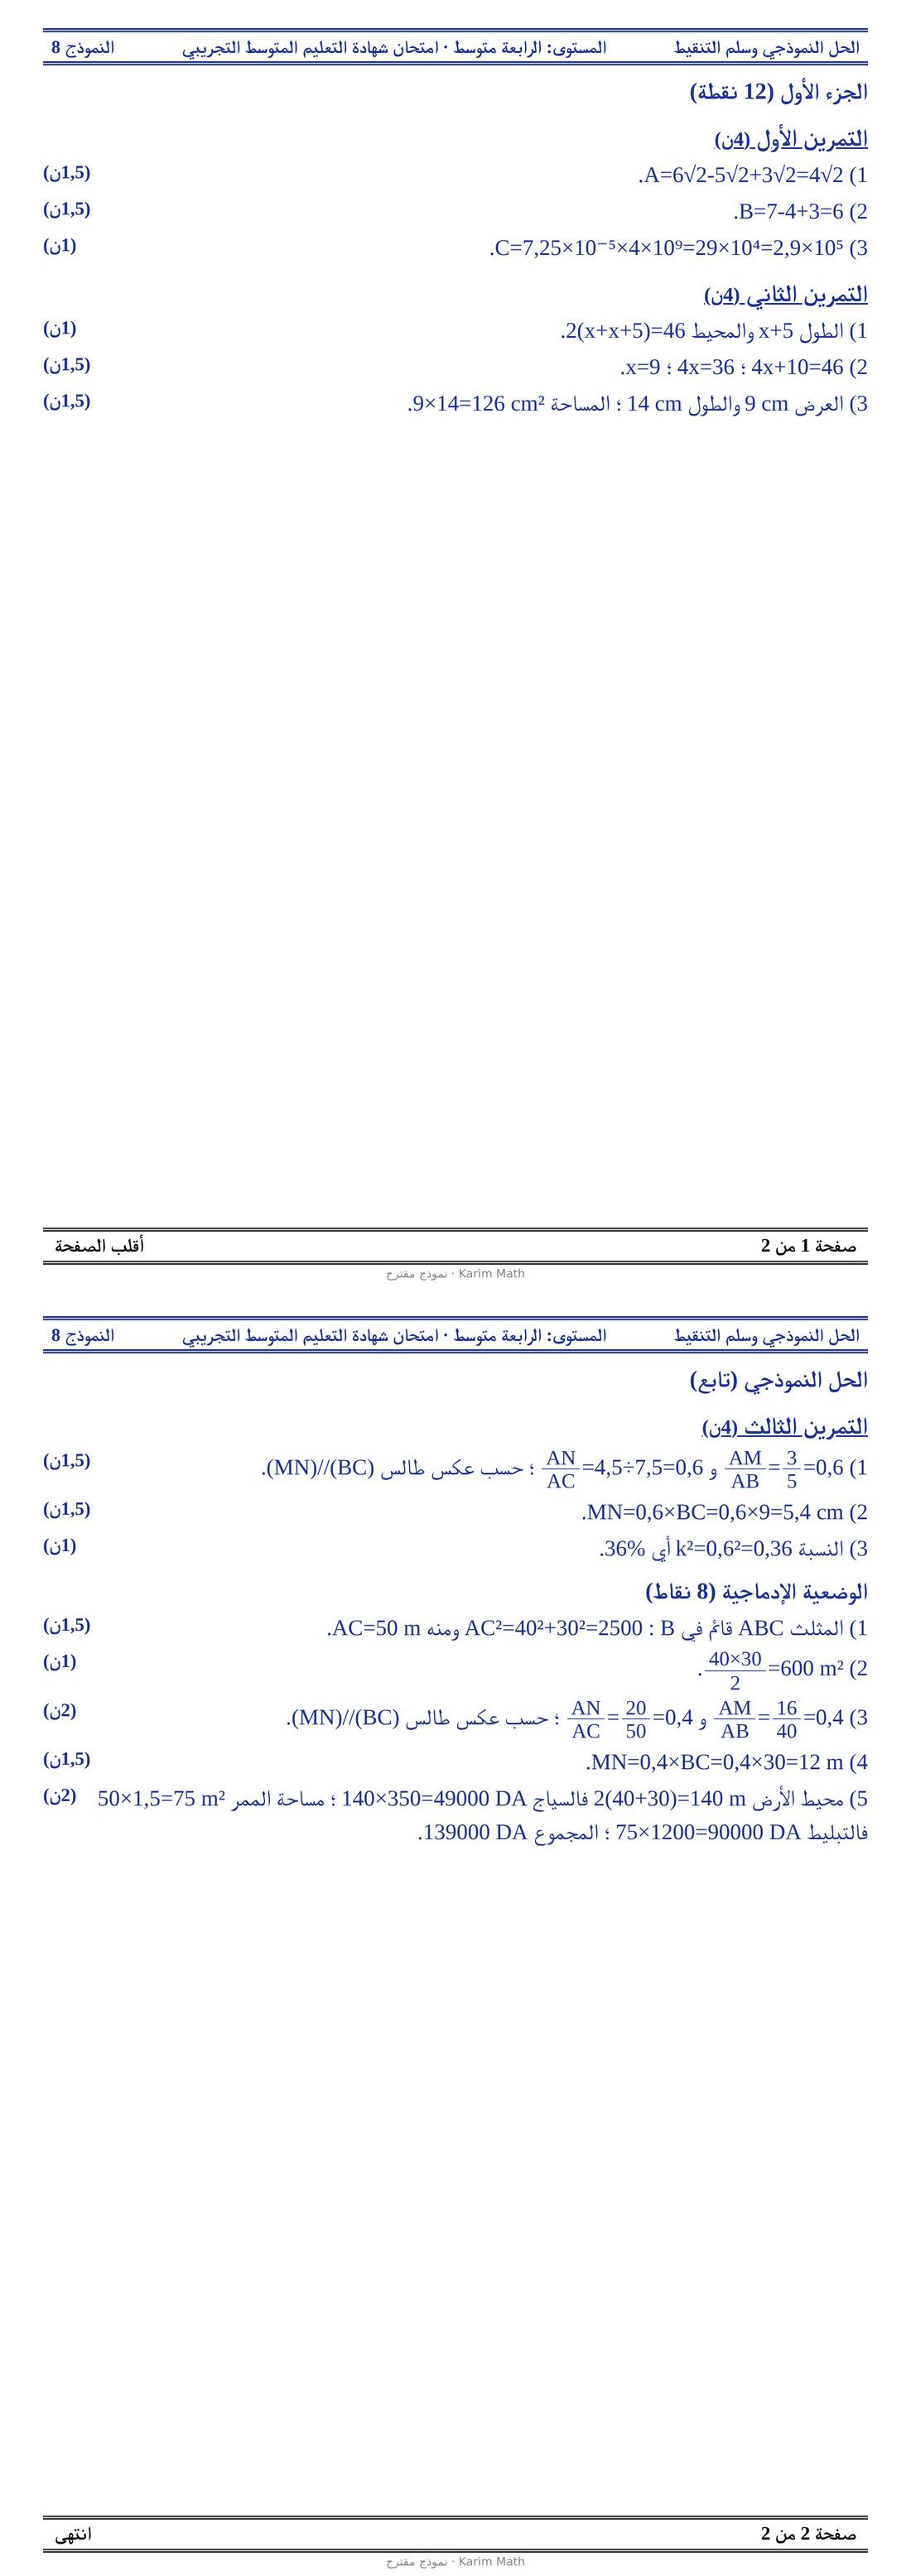 الحل النموذجي وسلم التنقيط المستوى: الرابعة متوسط · امتحان شهادة التعليم المتوسط التجريبي النموذج 8
الجزء الأول (12 نقطة)
التمرين الأول (4ن)
1) A=6√2-5√2+3√2=4√2. (1,5ن)
2) B=7-4+3=6. (1,5ن)
3) C=7,25×10⁻⁵×4×10⁹=29×10⁴=2,9×10⁵. (1ن)
التمرين الثاني (4ن)
1) الطول x+5 والمحيط 2(x+x+5)=46. (1ن)
2) 4x+10=46 ؛ 4x=36 ؛ x=9. (1,5ن)
3) العرض 9 cm والطول 14 cm ؛ المساحة 9×14=126 cm². (1,5ن)
صفحة 1 من 2 أقلب الصفحة
Karim Math · نموذج مقترح
الحل النموذجي وسلم التنقيط المستوى: الرابعة متوسط · امتحان شهادة التعليم المتوسط التجريبي النموذج 8
الحل النموذجي (تابع)
التمرين الثالث (4ن)
1) AM/AB=3/5=0,6 و AN/AC=4,5÷7,5=0,6 ؛ حسب عكس طالس (MN)//(BC). (1,5ن)
2) MN=0,6×BC=0,6×9=5,4 cm. (1,5ن)
3) النسبة k²=0,6²=0,36 أي 36%. (1ن)
الوضعية الإدماجية (8 نقاط)
1) المثلث ABC قائم في B : AC²=40²+30²=2500 ومنه AC=50 m. (1,5ن)
2) 40×30/2=600 m². (1ن)
3) AM/AB=16/40=0,4 و AN/AC=20/50=0,4 ؛ حسب عكس طالس (MN)//(BC). (2ن)
4) MN=0,4×BC=0,4×30=12 m. (1,5ن)
5) محيط الأرض 2(40+30)=140 m فالسياج 140×350=49000 DA ؛ مساحة الممر 50×1,5=75 m² (2ن)
فالتبليط 75×1200=90000 DA ؛ المجموع 139000 DA.
صفحة 2 من 2 انتهى
Karim Math · نموذج مقترح